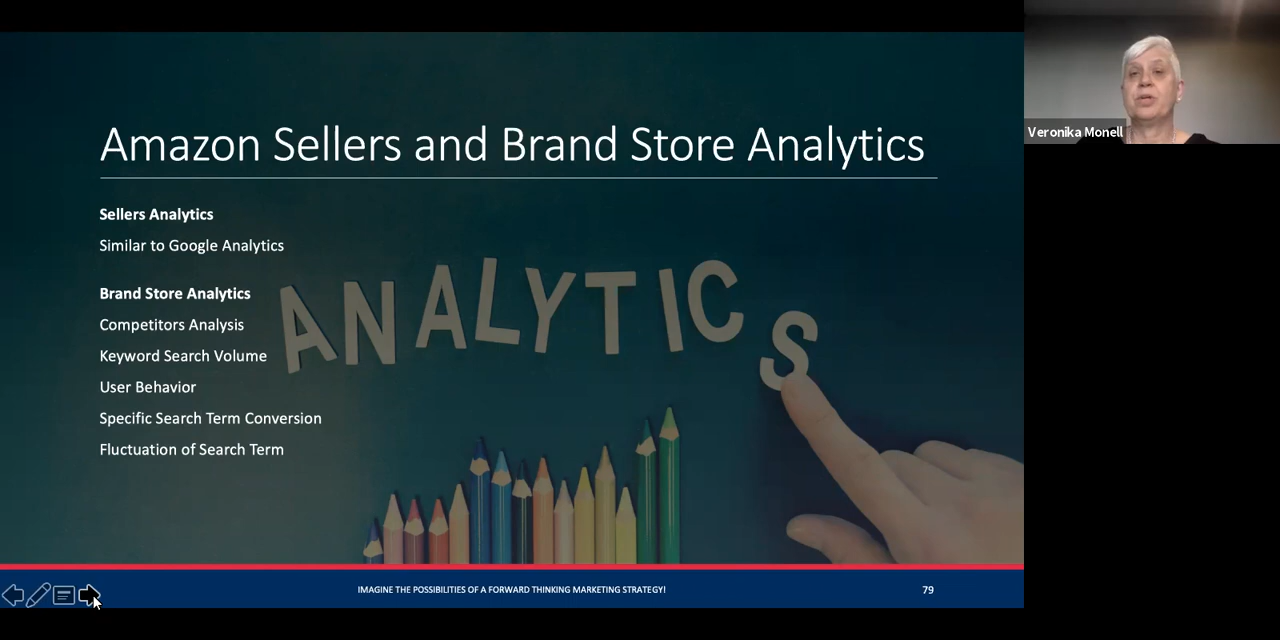 Amazon Sellers and Brand Store Analytics
Sellers Analytics
Similar to Google Analytics
Brand Store Analytics
Competitors Analysis
Keyword Search Volume
User Behavior
Specific Search Term Conversion
Fluctuation of Search Term
ANALYTICS
IMAGINE THE POSSIBILITIES OF A FORWARD THINKING MARKETING STRATEGY!
79
Veronika Monell